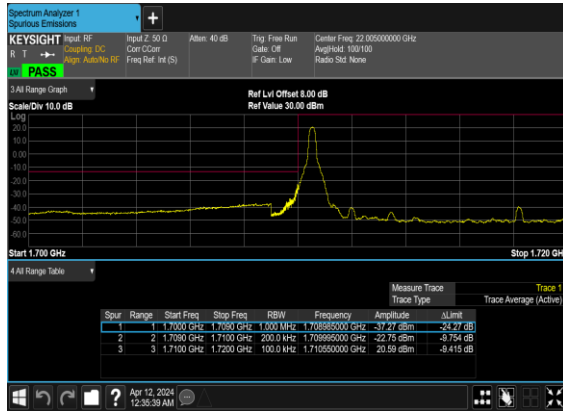 Spectrum Analyzer 1
Spurious Emissions
KEYSIGHT
R T
PASS
Input: RF
Coupling: DC
Align: Auto/No RF
Input Z: 50 Ω
Corr CCorr
Freq Ref: Int (S)
Atten: 40 dB
Trig: Free Run
Gate: Off
IF Gain: Low
Center Freq: 22.005000000 GHz
Avg|Hold: 100/100
Radio Std: None
3 All Range Graph
Scale/Div 10.0 dB
Ref Lvl Offset 8.00 dB
Ref Value 30.00 dBm
Log
20.0
10.0
0.00
-10.0
-20.0
-30.0
-40.0
-50.0
-60.0
Start 1.700 GHz
Stop 1.720 GH
4 All Range Table
Measure Trace Trace 1
Trace Type Trace Average (Active)
Spur Range Start Freq Stop Freq RBW Frequency Amplitude ΔLimit
1 1 1.7000 GHz 1.7090 GHz 1.000 MHz 1.708985000 GHz -37.27 dBm -24.27 dB
2 2 1.7090 GHz 1.7100 GHz 200.0 kHz 1.709995000 GHz -22.75 dBm -9.754 dB
3 3 1.7100 GHz 1.7200 GHz 100.0 kHz 1.710550000 GHz 20.59 dBm -9.415 dB
Apr 12, 2024
12:35:39 AM